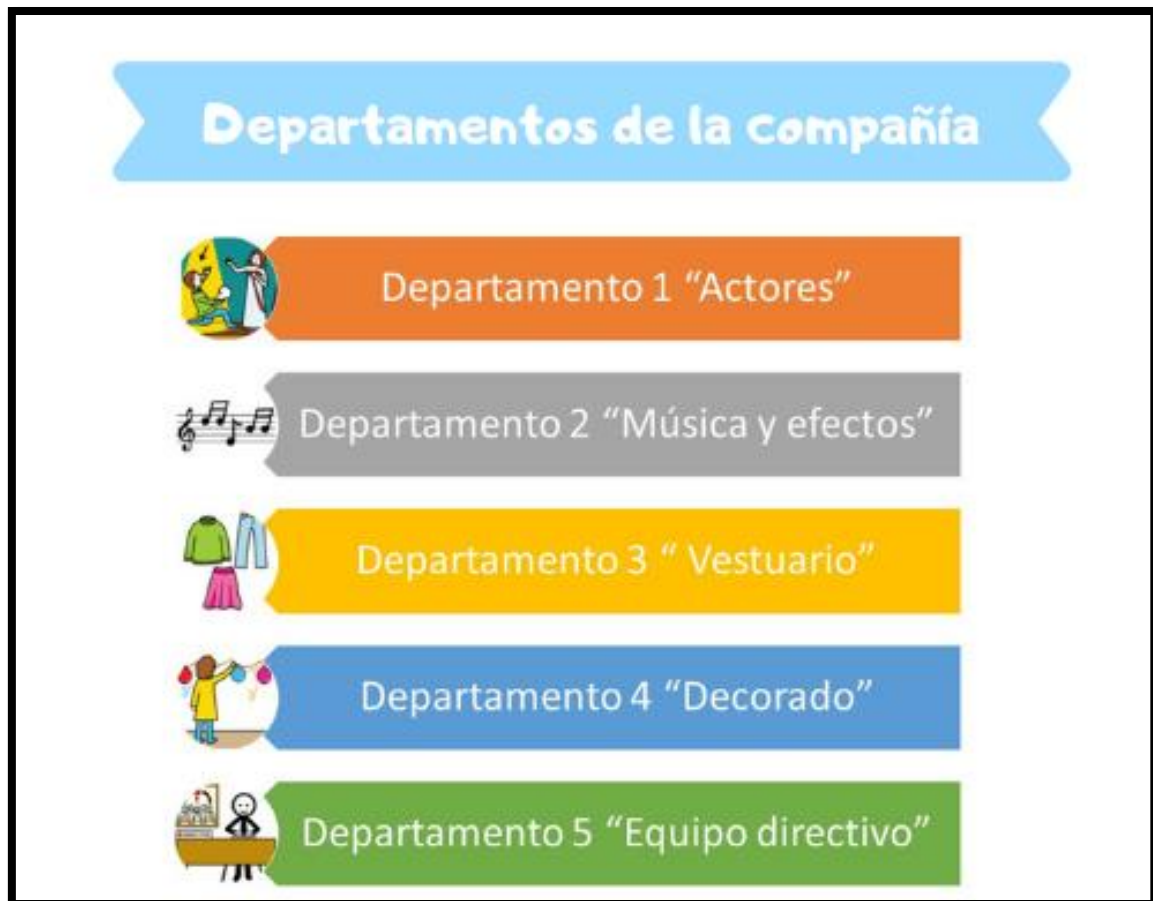 Departamentos de la compañía
Departamento 1 “Actores”
Departamento 2 “Música y efectos”
Departamento 3 “ Vestuario”
Departamento 4 “Decorado”
Departamento 5 “Equipo directivo”